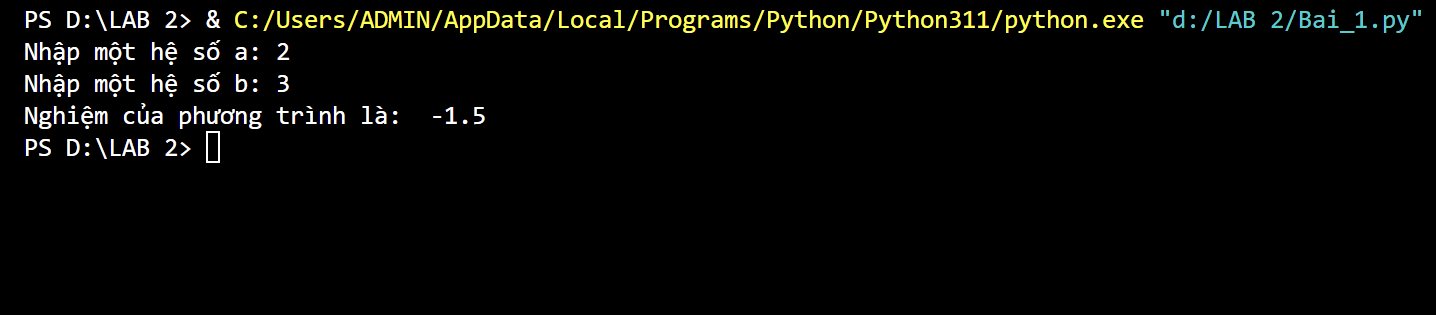 PS D:\LAB 2> & C:/Users/ADMIN/AppData/Local/Programs/Python/Python311/python.exe "d:/LAB 2/Bai_1.py"
Nhập một hệ số a: 2
Nhập một hệ số b: 3
Nghiệm của phương trình là:  -1.5
PS D:\LAB 2>